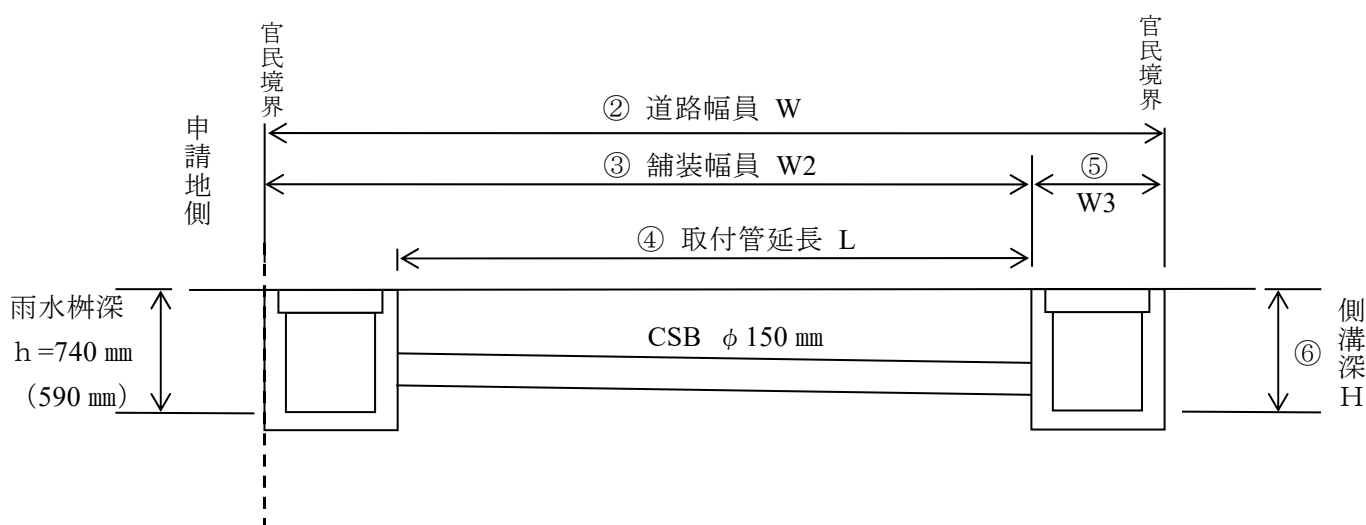 官民境界
官民境界
② 道路幅員 W
申請地側
③ 舗装幅員 W2
⑤
W3
④ 取付管延長 L
雨水桝深
h=740 ㎜
(590 ㎜)
CSB φ150 ㎜
⑥
側溝深H